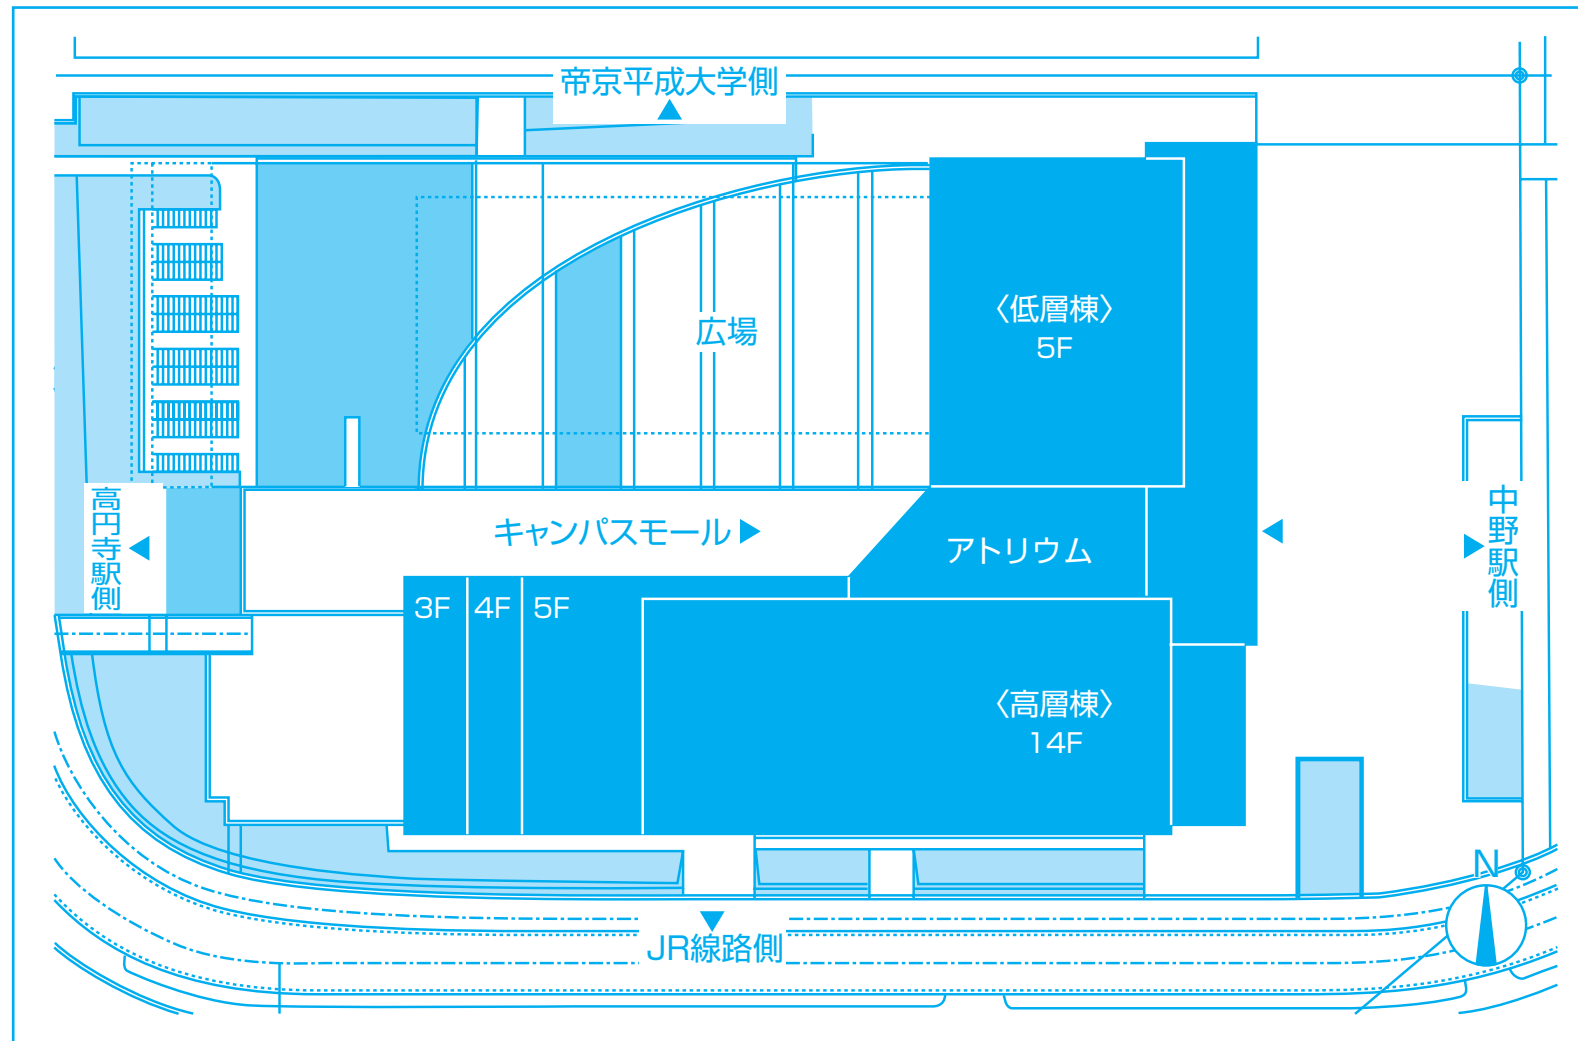 帝京平成大学側
〈低層棟〉
5F
広場
高円寺駅側
キャンパスモール
アトリウム
中野駅側
3F
4F
5F
〈高層棟〉
14F
N
JR線路側